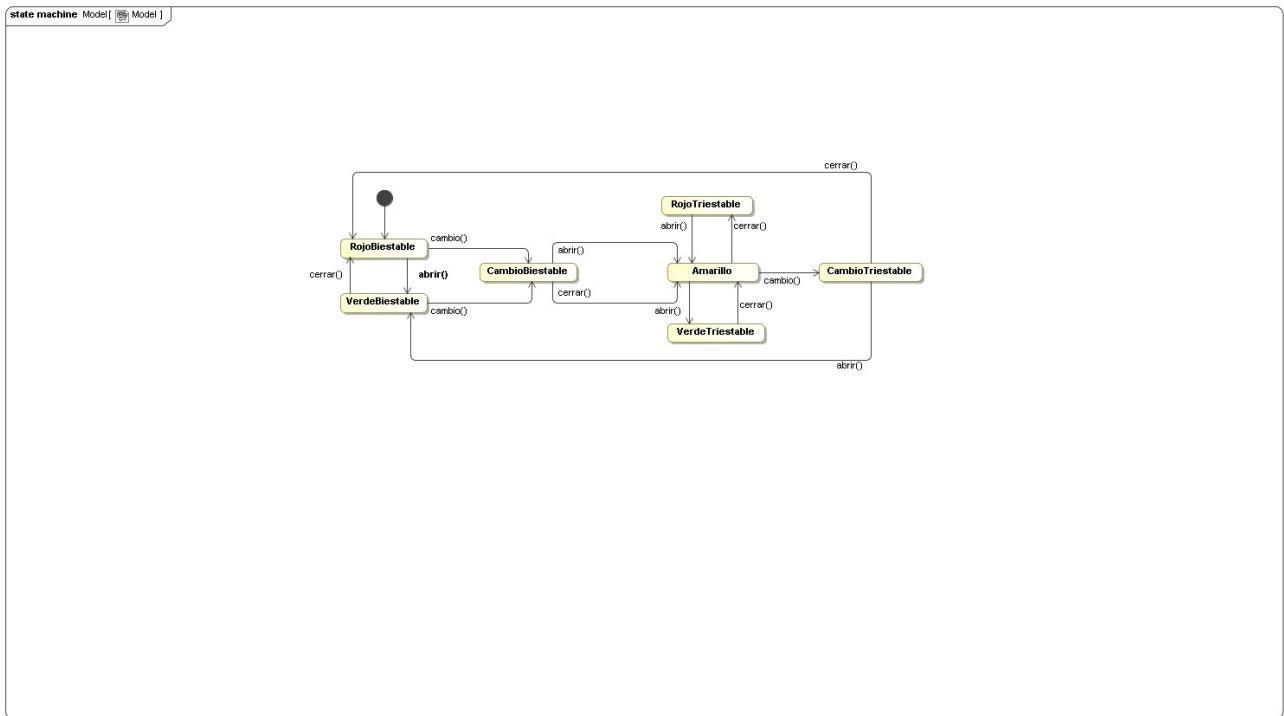 state machine Model [ Model ]
cerrar()
RojoTriestable
abrir()
cerrar()
RojoBiestable
cambio()
abrir()
cerrar()
abrir()
CambioBiestable
Amarillo
cambio()
CambioTriestable
VerdeBiestable
cambio()
cerrar()
abrir()
cerrar()
VerdeTriestable
abrir()